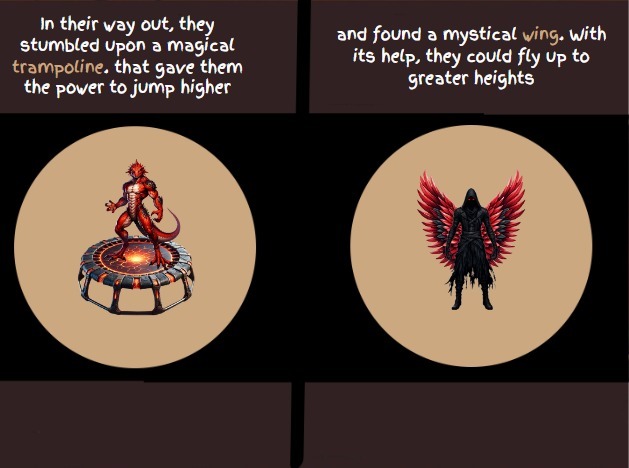 In their way out, they
stumbled upon a magical
trampoline. that gave them
the power to jump higher
and found a mystical wing. With
its help, they could fly up to
greater heights